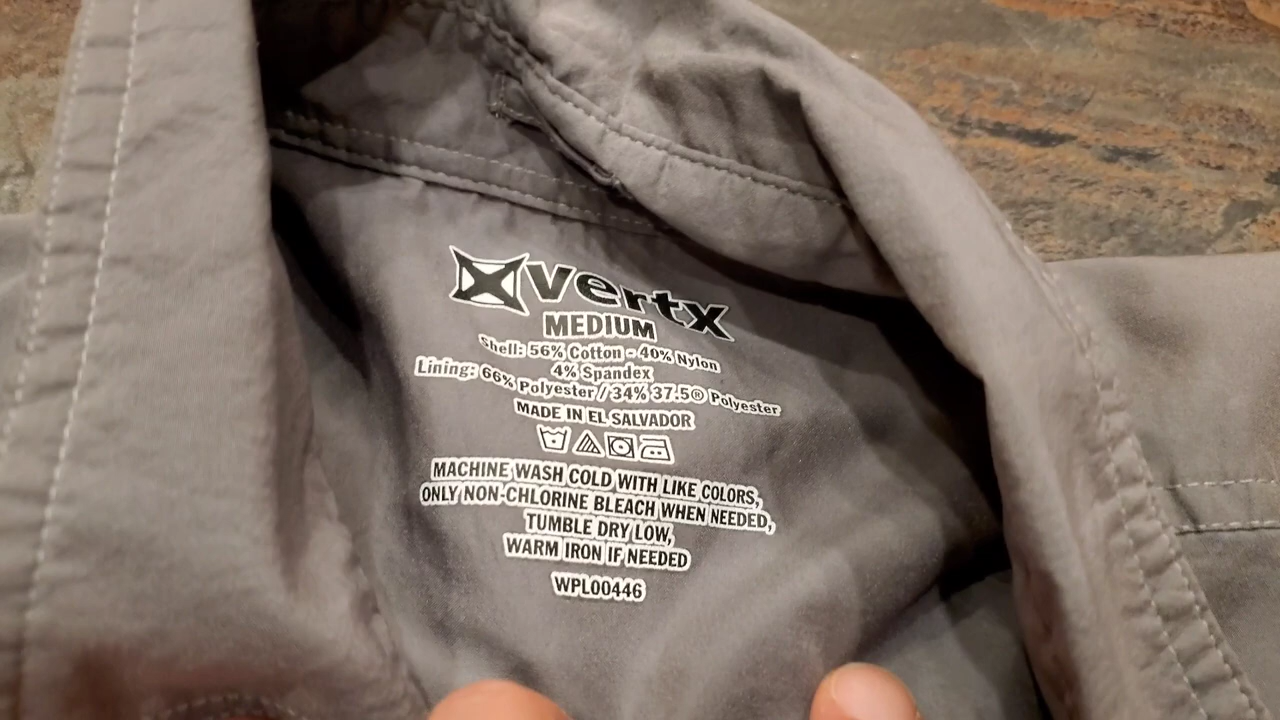 vertx
MEDIUM
Shell: 56% Cotton - 40% Nylon
4% Spandex
Lining: 66% Polyester / 34% 37.5® Polyester
MADE IN EL SALVADOR
MACHINE WASH COLD WITH LIKE COLORS,
ONLY NON-CHLORINE BLEACH WHEN NEEDED,
TUMBLE DRY LOW,
WARM IRON IF NEEDED
WPL00446